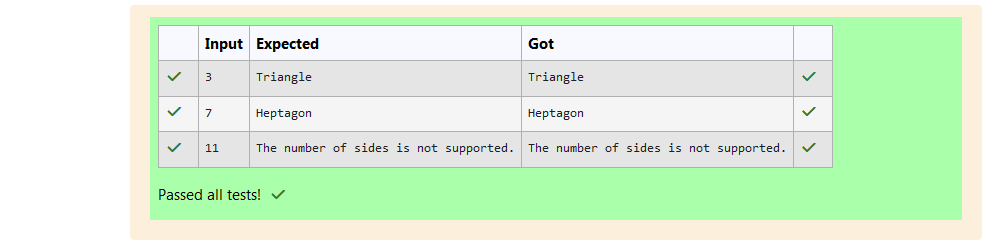 Input Expected Got
3 Triangle Triangle
7 Heptagon Heptagon
11 The number of sides is not supported. The number of sides is not supported.
Passed all tests!